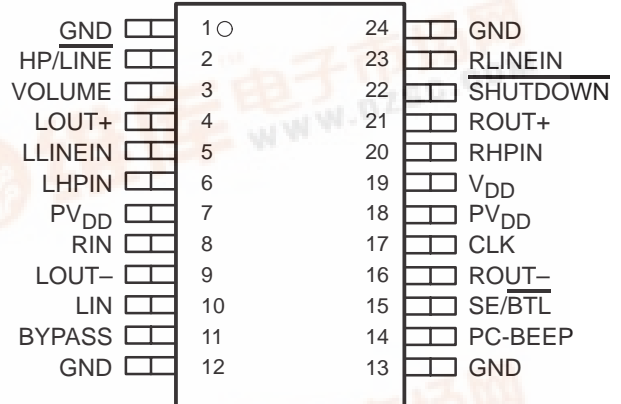 GND 1 24 GND
HP/LINE 2 23 RLINEIN
VOLUME 3 22 SHUTDOWN
LOUT+ 4 21 ROUT+
LLINEIN 5 20 RHPIN
LHPIN 6 19 VDD
PVDD 7 18 PVDD
RIN 8 17 CLK
LOUT– 9 16 ROUT–
LIN 10 15 SE/BTL
BYPASS 11 14 PC-BEEP
GND 12 13 GND